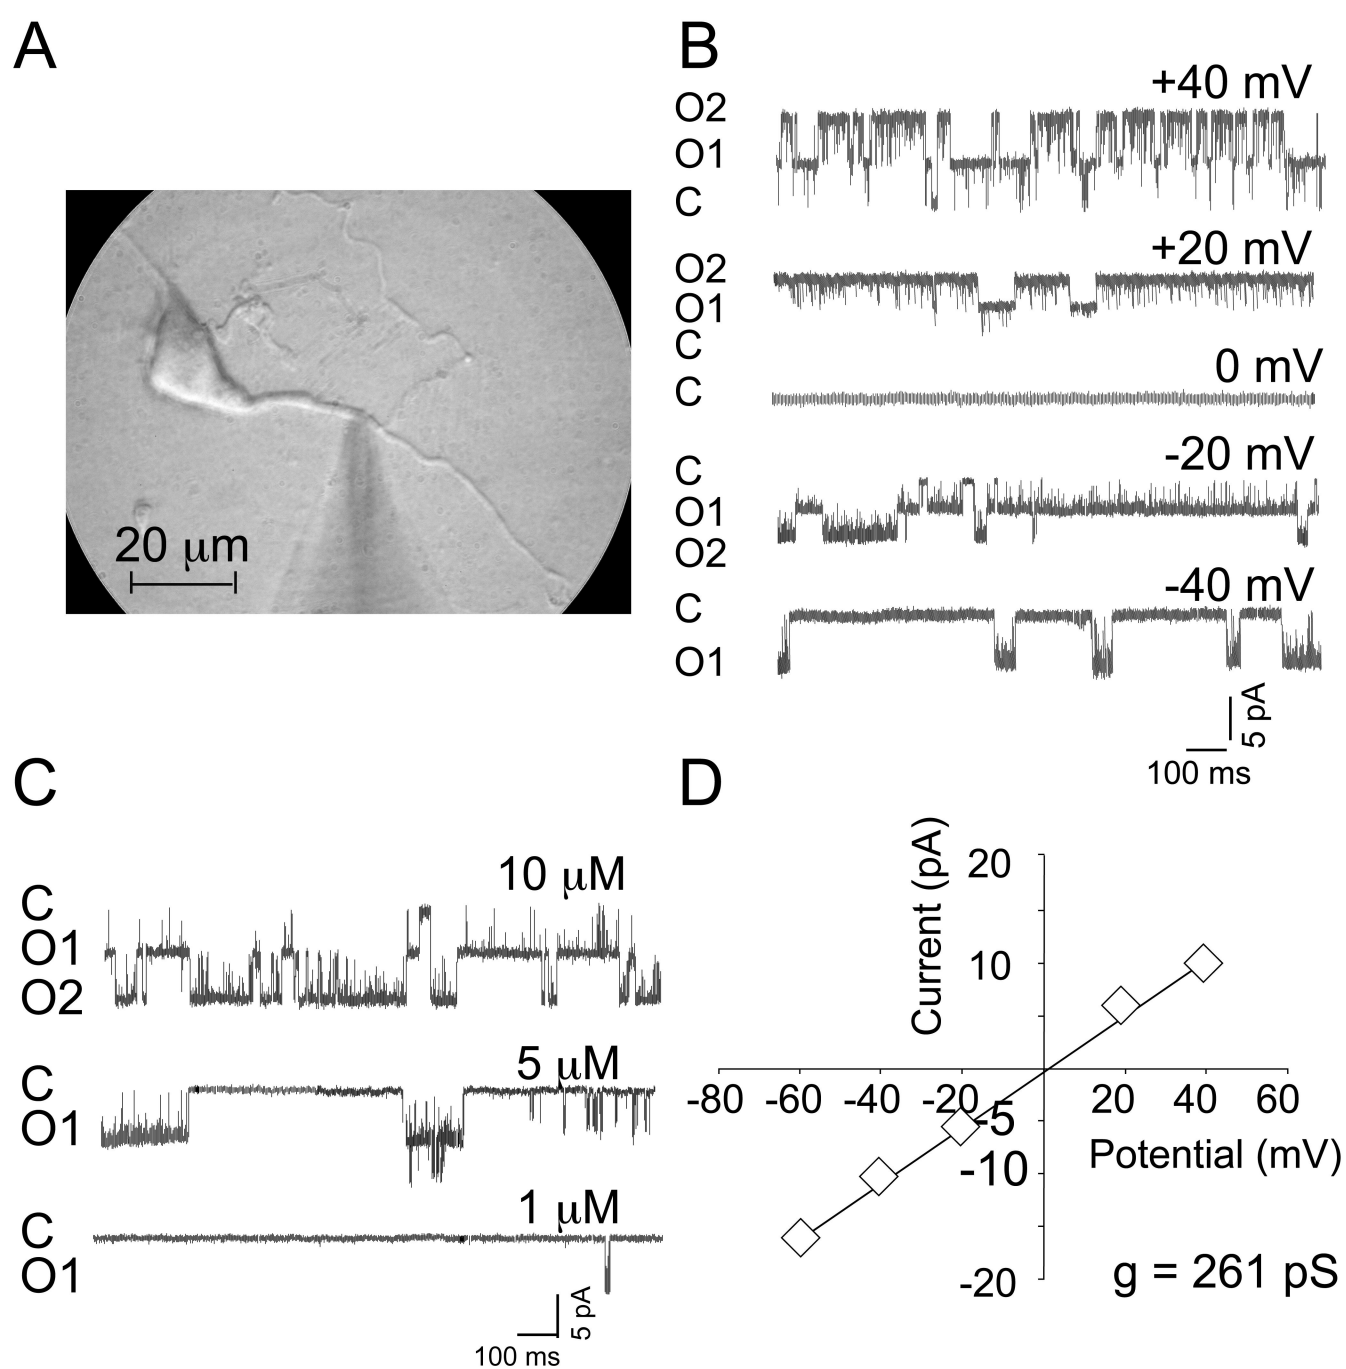 A
20 μm
B
+40 mV
O2
O1
C
+20 mV
O2
O1
C
0 mV
C
-20 mV
C
O1
O2
-40 mV
C
O1
5 pA
100 ms
C
10 μM
C
O1
O2
5 μM
C
O1
1 μM
C
O1
5 pA
100 ms
D
Current (pA)
20
10
-80 -60 -40 -20 20 40 60
-5
Potential (mV)
-10
-20
g = 261 pS